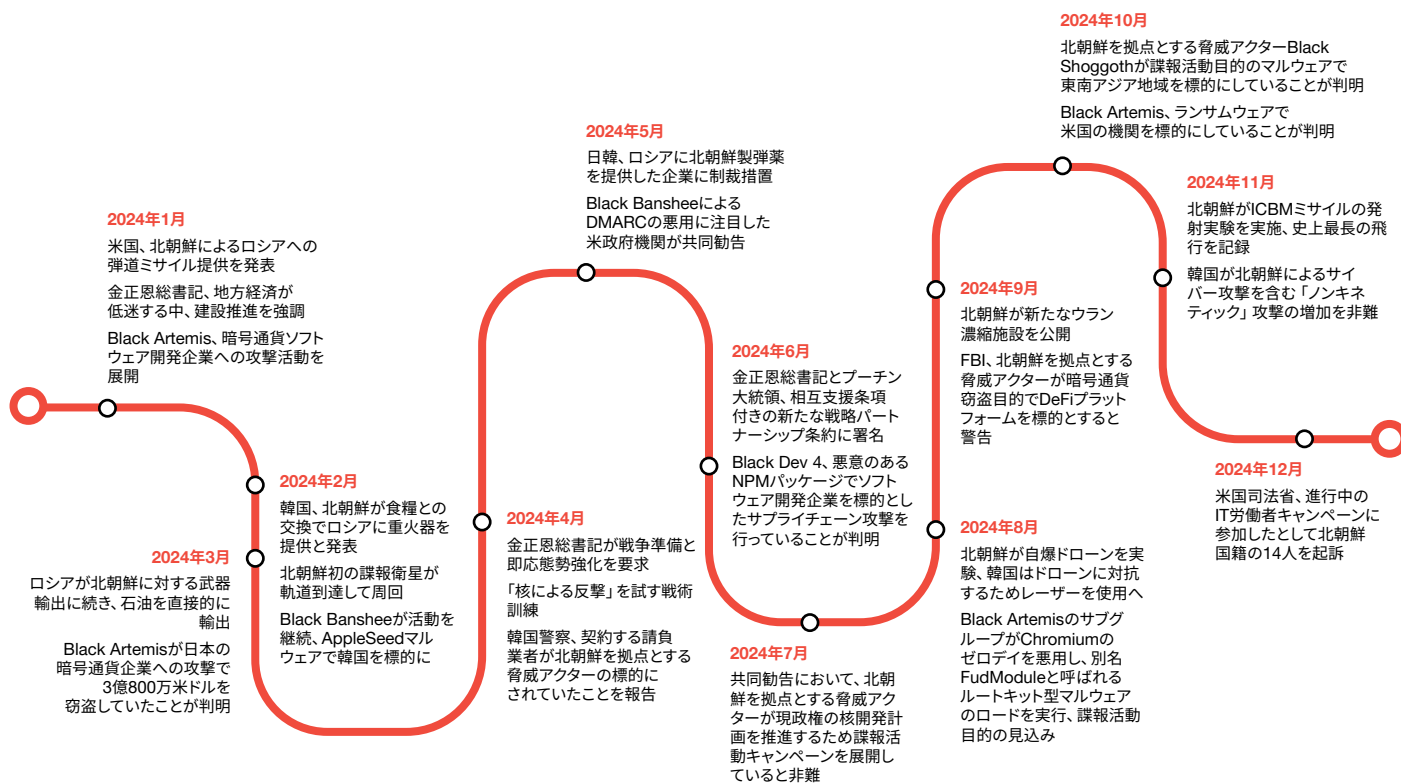 2024年1月
米国、北朝鮮によるロシアへの
弾道ミサイル提供を発表
金正恩総書記、地方経済が
低迷する中、建設推進を強調
Black Artemis、暗号通貨ソフト
ウェア開発企業への攻撃活動を
展開
2024年2月
韓国、北朝鮮が食糧との
交換でロシアに重火器を
提供と発表
北朝鮮初の諜報衛星が
軌道到達して周回
Black Bansheeが活動を
継続、AppleSeedマル
ウェアで韓国を標的に
2024年3月
ロシアが北朝鮮に対する武器
輸出に続き、石油を直接的に
輸出
Black Artemisが日本の
暗号通貨企業への攻撃で
3億800万米ドルを
窃盗していたことが判明
2024年4月
金正恩総書記が戦争準備と
即応態勢強化を要求
「核による反撃」を試す戦術
訓練
韓国警察、契約する請負
業者が北朝鮮を拠点とする
脅威アクターの標的に
されていたことを報告
2024年5月
日韓、ロシアに北朝鮮製弾薬
を提供した企業に制裁措置
Black Bansheeによる
DMARCの悪用に注目した
米政府機関が共同勧告
2024年6月
金正恩総書記とプーチン
大統領、相互支援条項
付きの新たな戦略パート
ナーシップ条約に署名
Black Dev 4、悪意のある
NPMパッケージでソフト
ウェア開発企業を標的とし
たサプライチェーン攻撃を
行っていることが判明
2024年7月
共同勧告において、北朝
鮮を拠点とする脅威アク
ターが現政権の核開発計
画を推進するため諜報活
動キャンペーンを展開し
ていると非難
2024年8月
北朝鮮が自爆ドローンを実
験、韓国はドローンに対抗
するためレーザーを使用へ
Black Artemisのサブグ
ループがChromiumの
ゼロデイを悪用し、別名
FudModuleと呼ばれる
ルートキット型マルウェア
のロードを実行、諜報活動
目的の見込み
2024年9月
北朝鮮が新たなウラン
濃縮施設を公開
FBI、北朝鮮を拠点とする
脅威アクターが暗号通貨
窃盗目的でDeFiプラット
フォームを標的とすると
警告
2024年10月
北朝鮮を拠点とする脅威アクターBlack
Shoggothが諜報活動目的のマルウェアで
東南アジア地域を標的にしていることが判明
Black Artemis、ランサムウェアで
米国の機関を標的にしていることが判明
2024年11月
北朝鮮がICBMミサイルの発
射実験を実施、史上最長の飛
行を記録
韓国が北朝鮮によるサイ
バー攻撃を含む「ノンキネ
ティック」攻撃の増加を非難
2024年12月
米国司法省、進行中の
IT労働者キャンペーンに
参加したとして北朝鮮
国籍の14人を起訴